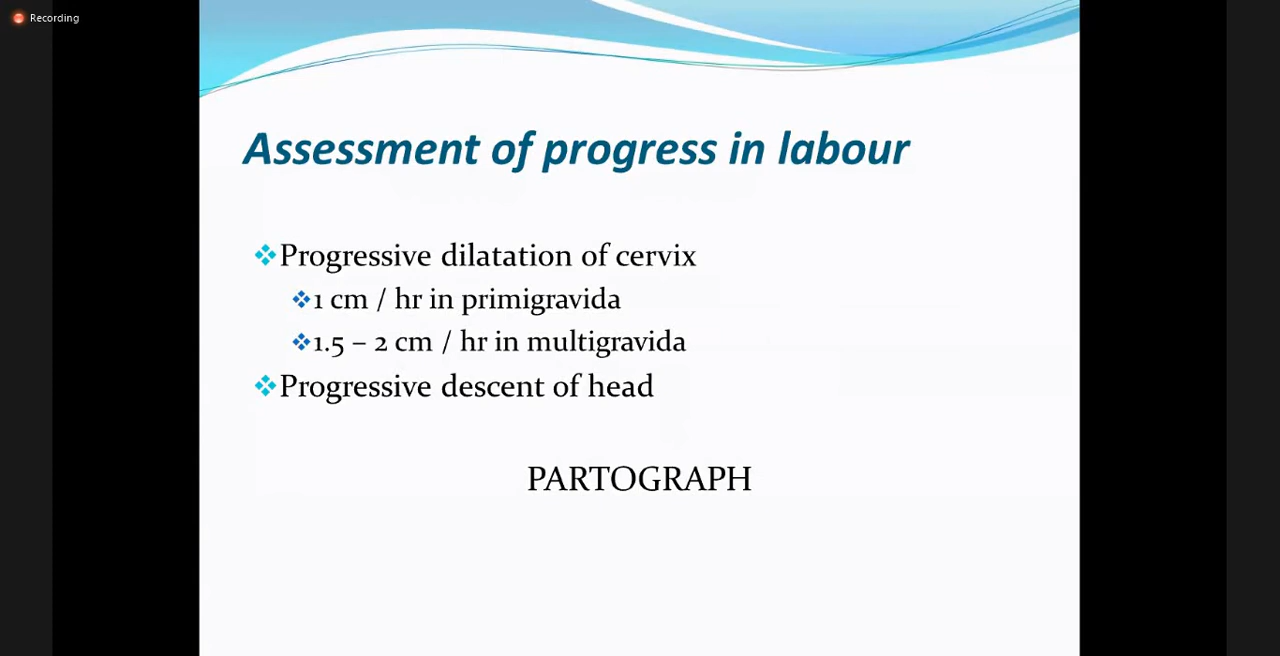 Recording
Assessment of progress in labour
Progressive dilatation of cervix
1 cm / hr in primigravida
1.5 – 2 cm / hr in multigravida
Progressive descent of head
PARTOGRAPH